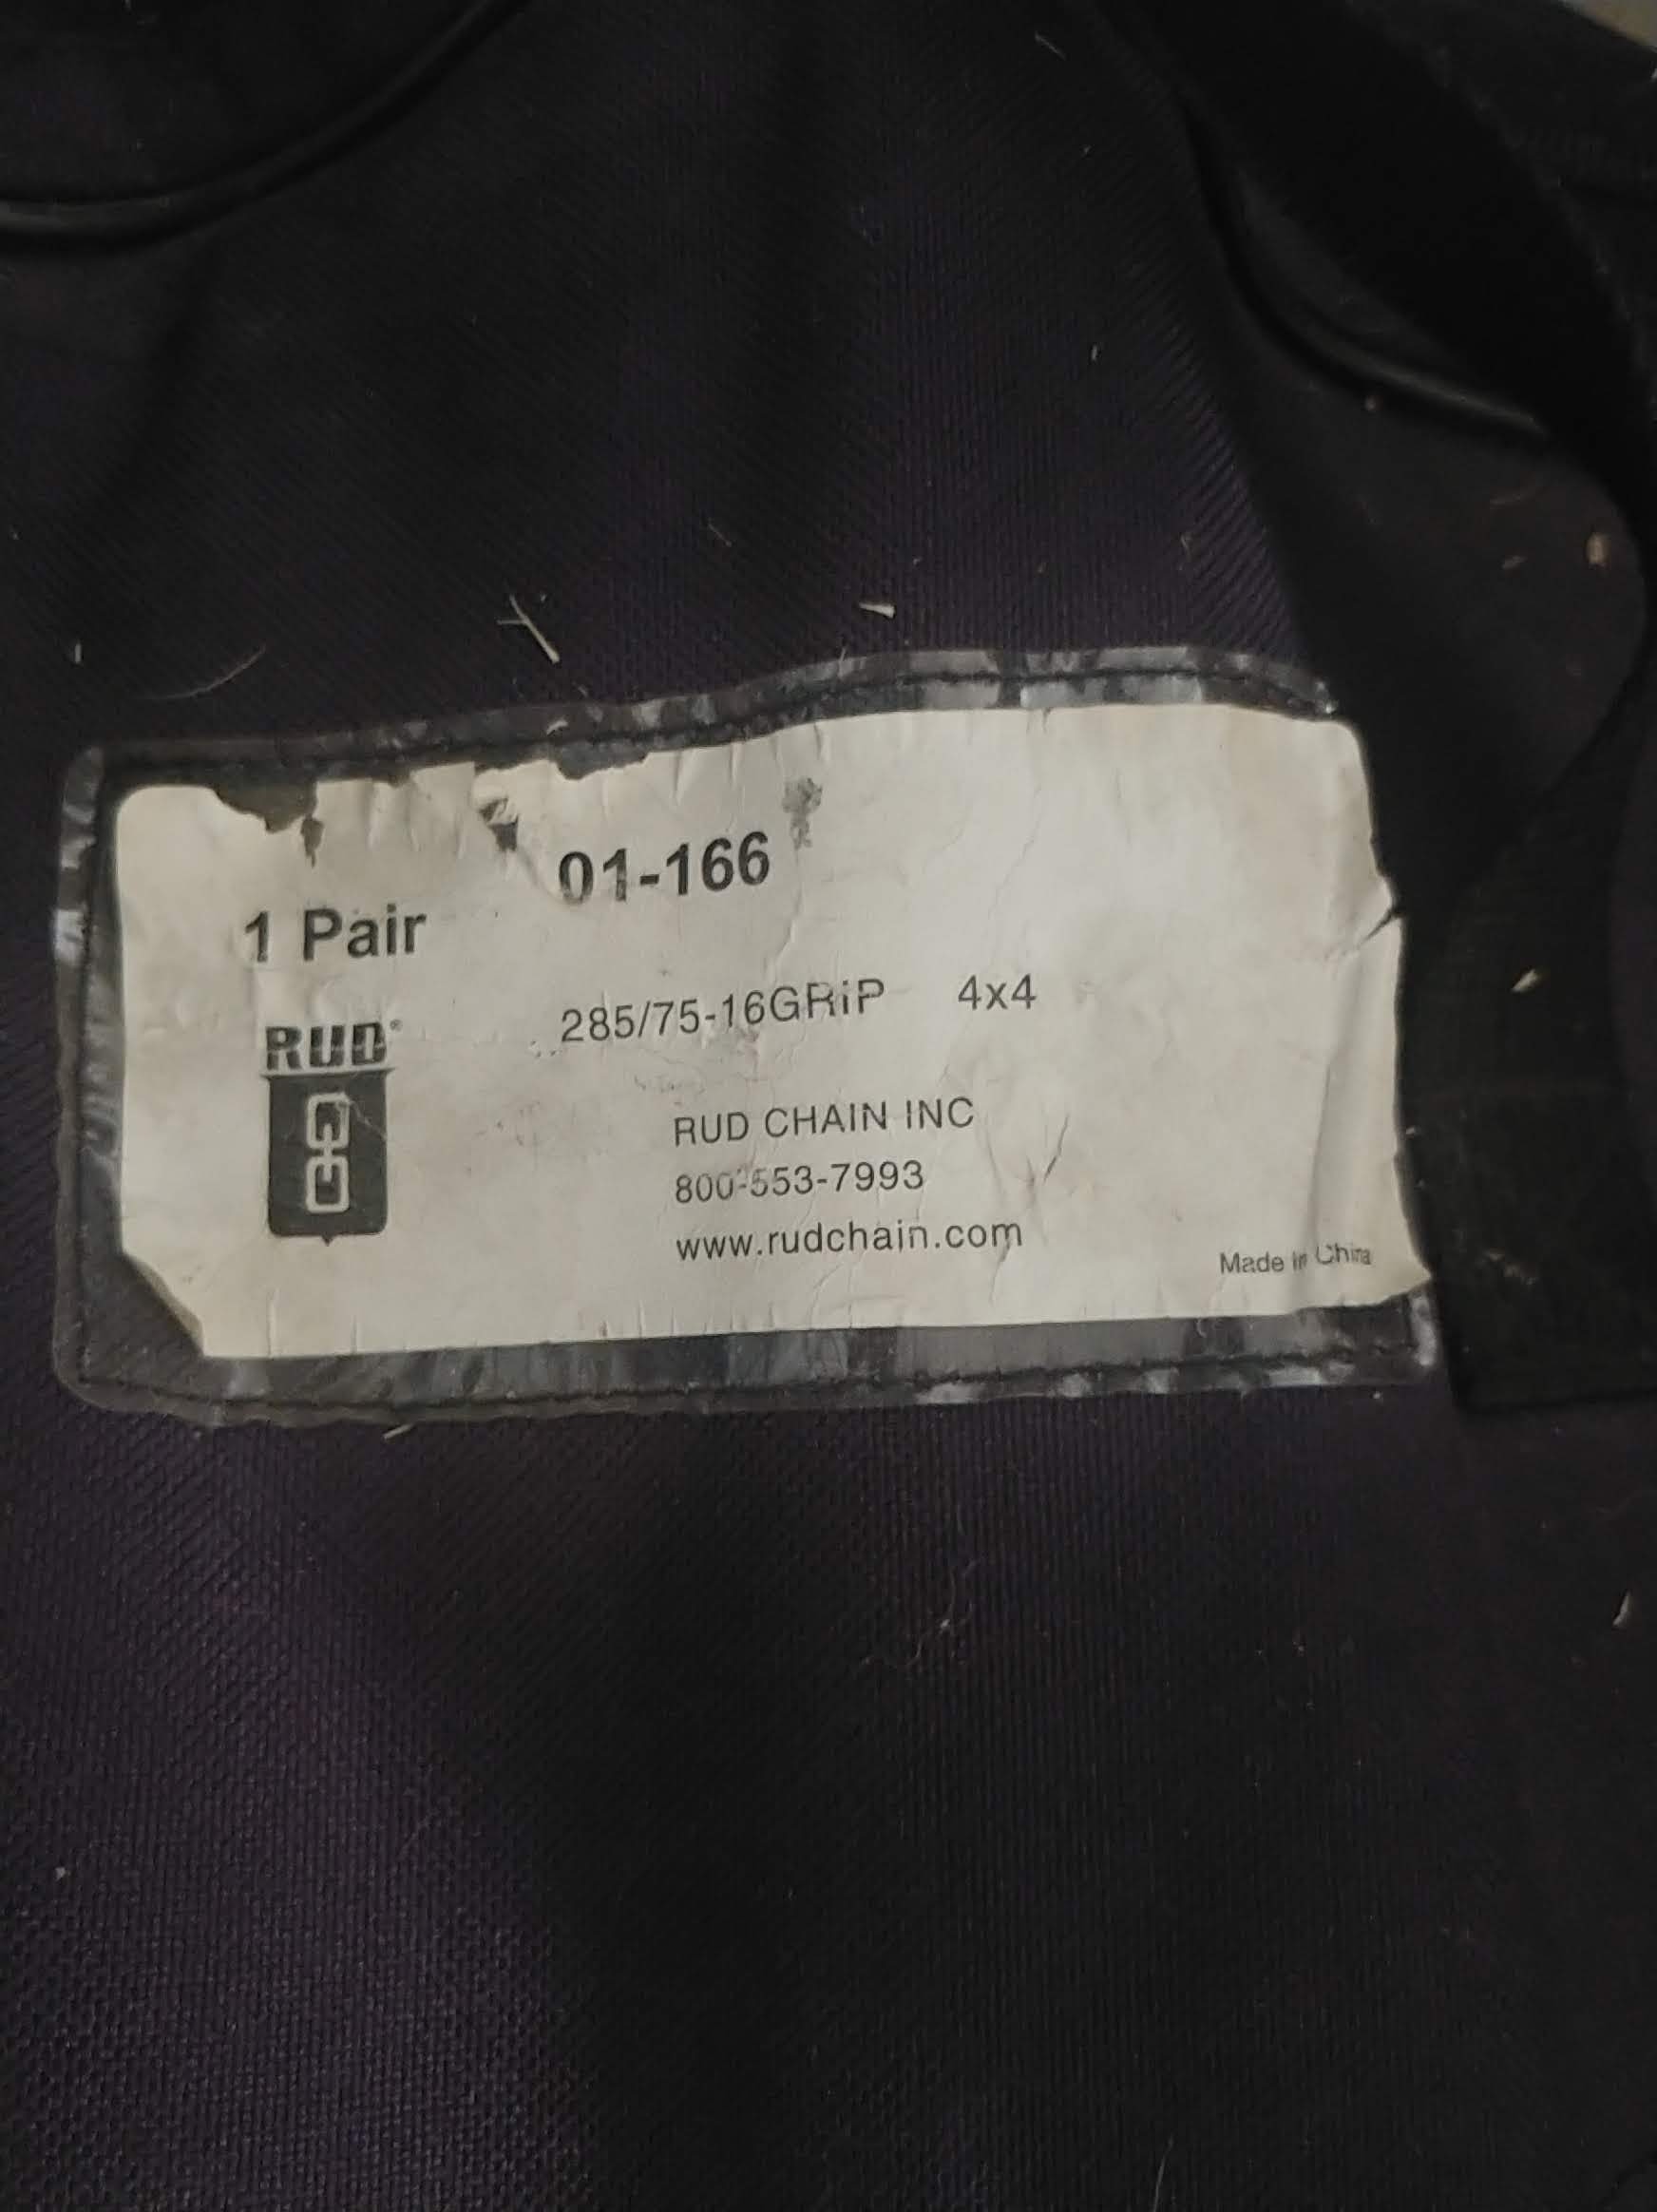 01-166
1 Pair
285/75-16GRiP 4x4
RUD®
RUD CHAIN INC
800-553-7993
www.rudchain.com
Made in China